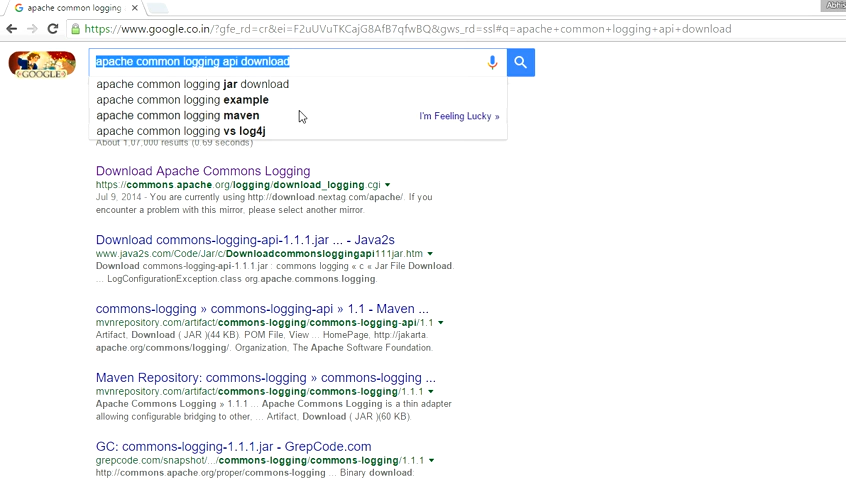 apache common logging
Abhis
https://www.google.co.in/?gfe_rd=cr&ei=F2uUVuTKCajG8AfB7qfwBQ&gws_rd=ssl#q=apache+common+logging+api+download
GOOGLE
apache common logging api download
apache common logging jar download
apache common logging example
apache common logging maven
I'm Feeling Lucky »
apache common logging vs log4j
About 1,07,000 results (0.69 seconds)
Download Apache Commons Logging
https://commons.apache.org/logging/download_logging.cgi
Jul 9, 2014 - You are currently using http://download.nextag.com/apache/. If you
encounter a problem with this mirror, please select another mirror.
Download commons-logging-api-1.1.1.jar ... - Java2s
www.java2s.com/Code/Jar/c/Downloadcommonsloggingapi111jar.htm
Download commons-logging-api-1.1.1.jar : commons logging « c « Jar File Download.
... LogConfigurationException.class org.apache.commons.logging.
commons-logging » commons-logging-api » 1.1 - Maven ...
mvnrepository.com/artifact/commons-logging/commons-logging-api/1.1
Artifact, Download ( JAR )(44 KB). POM File, View ... HomePage, http://jakarta.
apache.org/commons/logging/. Organization, The Apache Software Foundation.
Maven Repository: commons-logging » commons-logging ...
mvnrepository.com/artifact/commons-logging/commons-logging/1.1.1
Apache Commons Logging » 1.1.1 ... Apache Commons Logging is a thin adapter
allowing configurable bridging to other, ... Artifact, Download ( JAR )(60 KB).
GC: commons-logging-1.1.1.jar - GrepCode.com
grepcode.com/snapshot/.../commons-logging/commons-logging/1.1.1
http://commons.apache.org/proper/commons-logging ... Binary download: